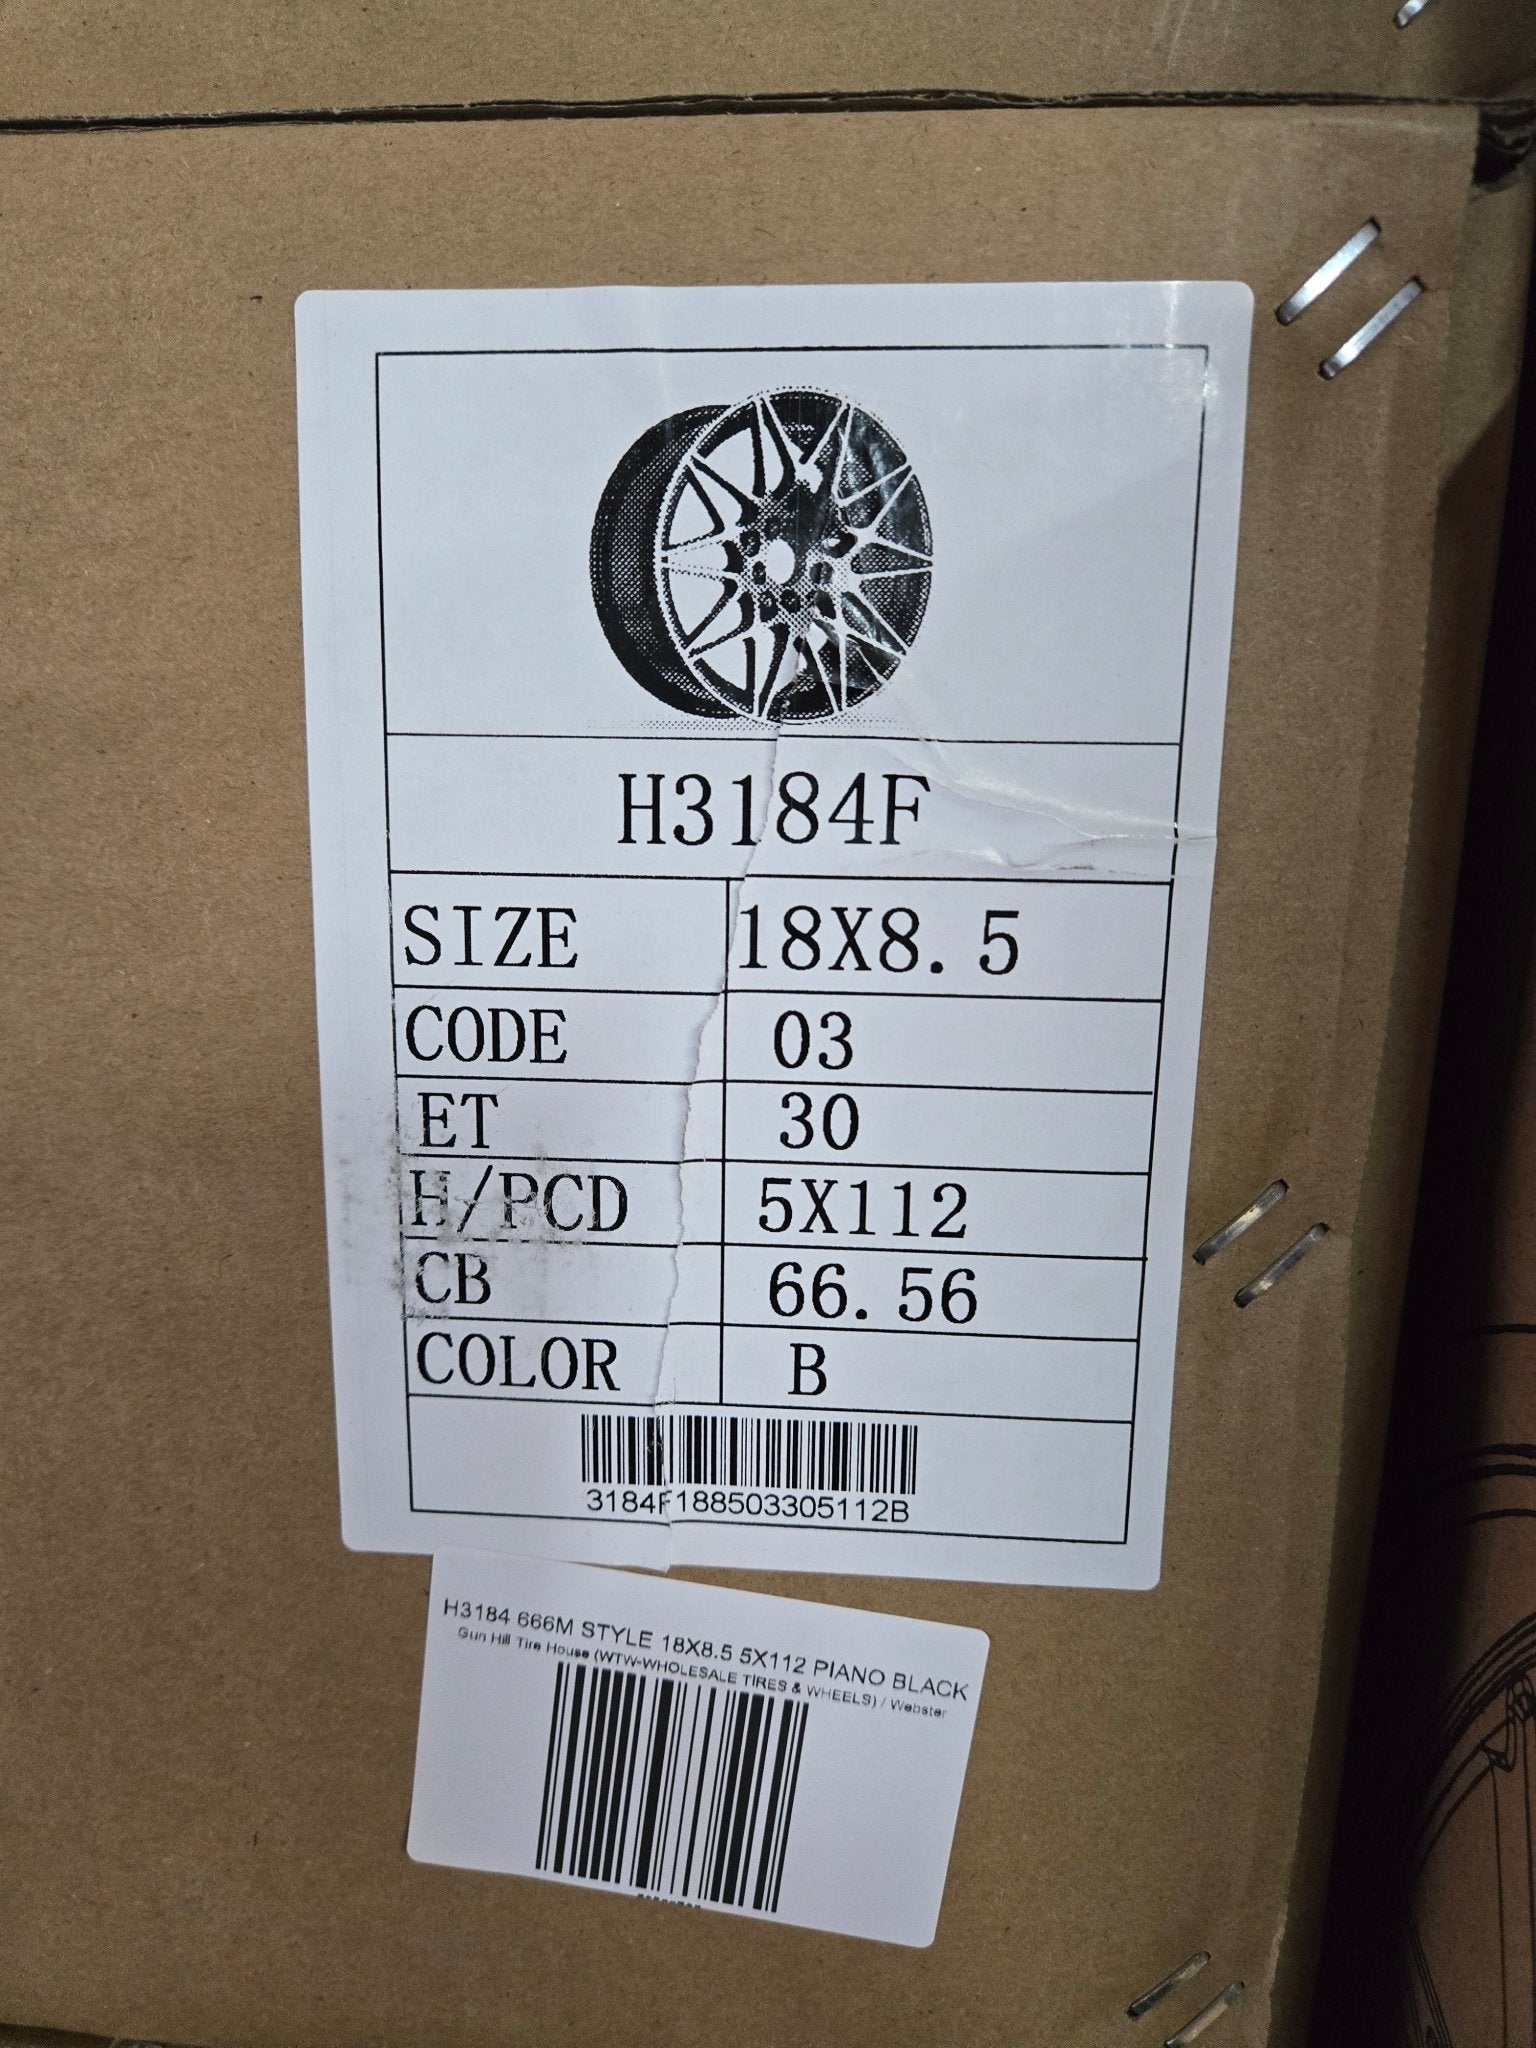 H3184F
SIZE 18X8.5
CODE 03
ET 30
H/PCD 5X112
CB 66.56
COLOR B
3184F188503305112B
H3184 666M STYLE 18X8.5 5X112 PIANO BLACK
Gun Hill Tire House (WTW-WHOLESALE TIRES & WHEELS) / Webster